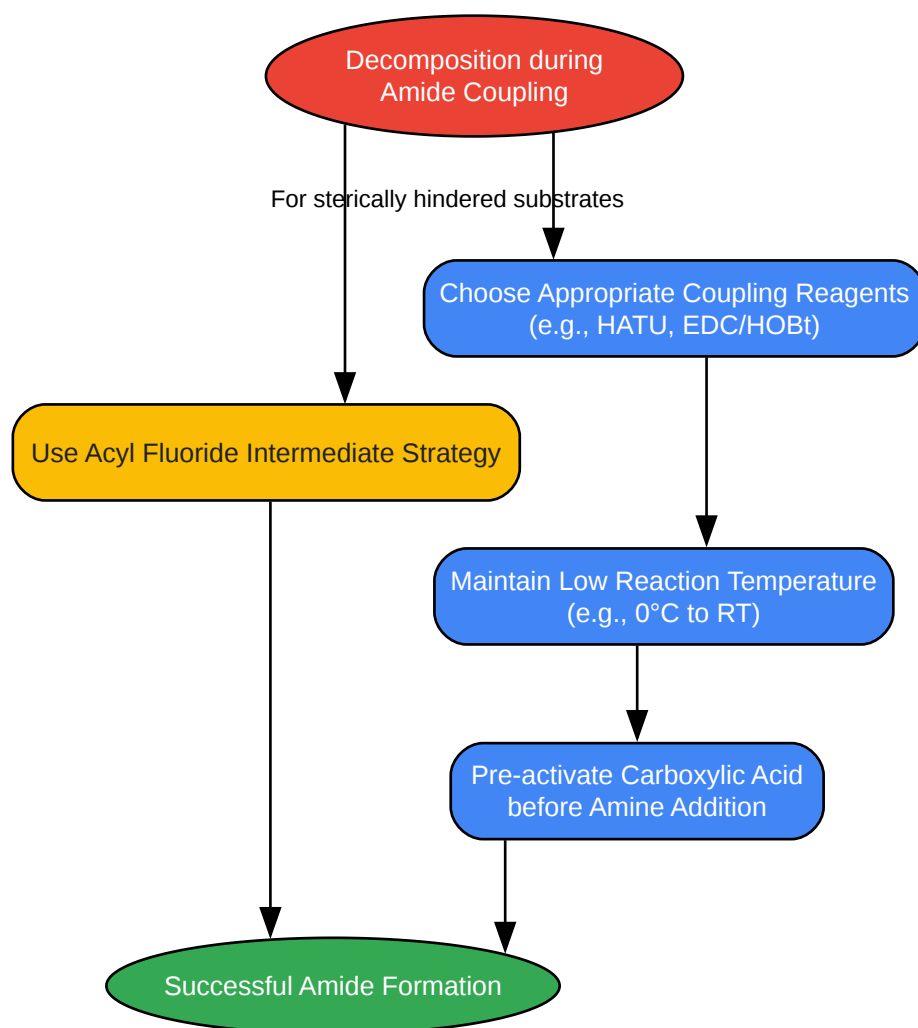 Decomposition during
Amide Coupling
For sterically hindered substrates
Choose Appropriate Coupling Reagents
(e.g., HATU, EDC/HOBt)
Use Acyl Fluoride Intermediate Strategy
Maintain Low Reaction Temperature
(e.g., 0°C to RT)
Pre-activate Carboxylic Acid
before Amine Addition
Successful Amide Formation